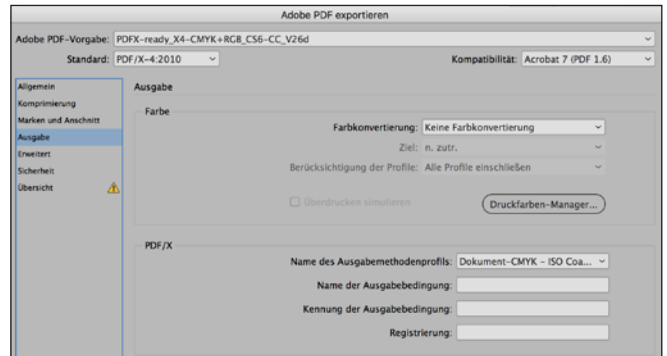 Adobe PDF exportieren
Adobe PDF-Vorgabe: PDFX-ready_X4-CMYK+RGB_CS6-CC_V26d
Standard: PDF/X-4:2010 Kompatibilität: Acrobat 7 (PDF 1.6)
Allgemein
Komprimierung
Marken und Anschnitt
Ausgabe
Erweitert
Sicherheit
Übersicht
Ausgabe
Farbe
Farbkonvertierung: Keine Farbkonvertierung
Ziel: n. zutr.
Berücksichtigung der Profile: Alle Profile einschließen
Überdrucken simulieren Druckfarben-Manager...
PDF/X
Name des Ausgabemethodenprofils: Dokument-CMYK – ISO Coa...
Name der Ausgabebedingung:
Kennung der Ausgabebedingung:
Registrierung: